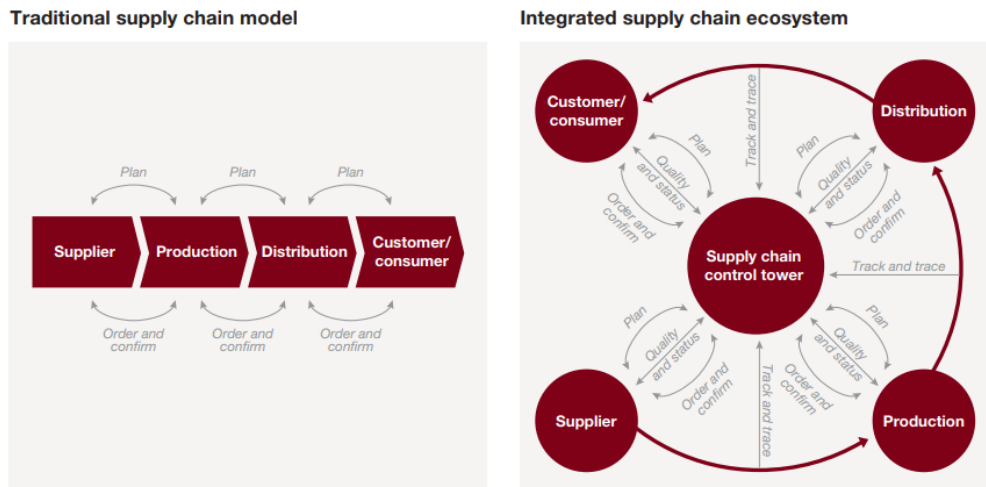 Traditional supply chain model
Plan
Plan
Plan
Supplier
Production
Distribution
Customer/
consumer
Order and
confirm
Order and
confirm
Order and
confirm
Integrated supply chain ecosystem
Customer/
consumer
Distribution
Track and trace
Plan
Quality
and status
Order and
confirm
Plan
Quality
and status
Order and
confirm
Supply chain
control tower
Track and trace
Plan
Quality
and status
Order and
confirm
Track and trace
Plan
Quality
and status
Order and
confirm
Supplier
Production